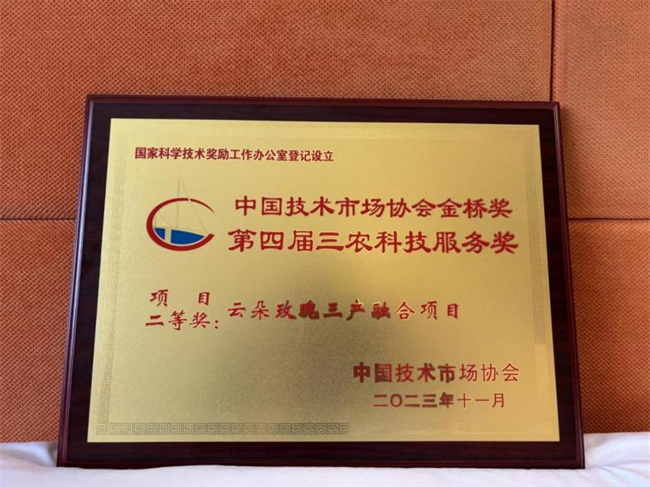 国家科学技术奖励工作办公室登记设立
中国技术市场协会金桥奖
第四届三农科技服务奖
项目
二等奖：云朵玫瑰三产融合项目
中国技术市场协会
二〇二三年十一月